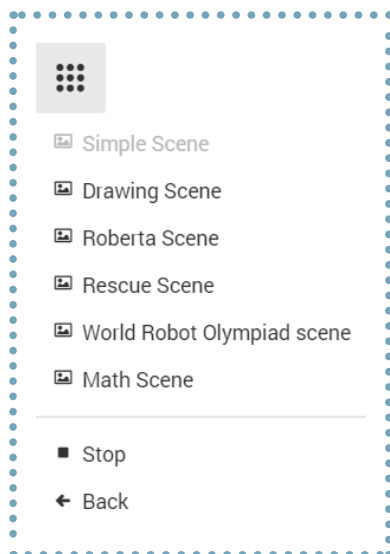 Simple Scene
Drawing Scene
Roberta Scene
Rescue Scene
World Robot Olympiad scene
Math Scene
Stop
Back